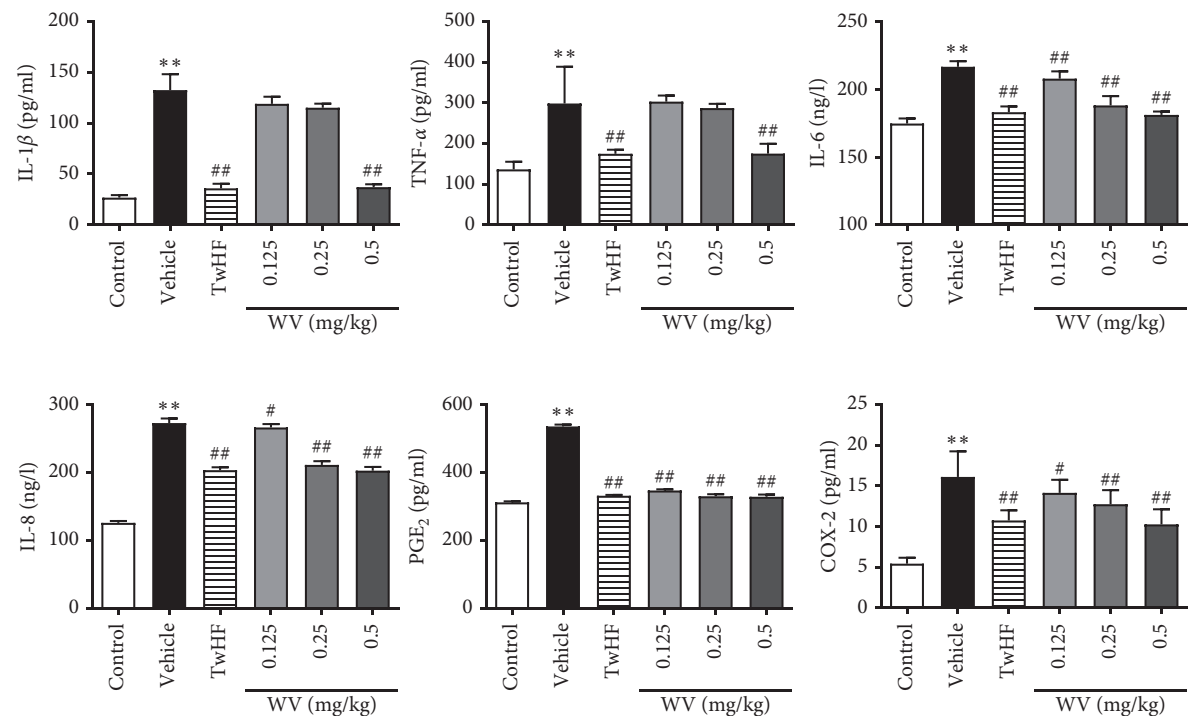 IL-1β (pg/ml)
200
150
100
50
0
**
##
##
Control
Vehicle
TwHF
0.125
0.25
0.5
WV (mg/kg)
TNF-α (pg/ml)
500
400
300
200
100
0
**
##
##
Control
Vehicle
TwHF
0.125
0.25
0.5
WV (mg/kg)
IL-6 (ng/l)
250
200
150
100
**
##
##
##
##
Control
Vehicle
TwHF
0.125
0.25
0.5
WV (mg/kg)
IL-8 (ng/l)
300
200
100
0
**
##
#
##
##
Control
Vehicle
TwHF
0.125
0.25
0.5
WV (mg/kg)
PGE₂ (pg/ml)
600
400
200
0
**
##
##
##
##
Control
Vehicle
TwHF
0.125
0.25
0.5
WV (mg/kg)
COX-2 (pg/ml)
25
20
15
10
5
0
**
##
#
##
##
Control
Vehicle
TwHF
0.125
0.25
0.5
WV (mg/kg)